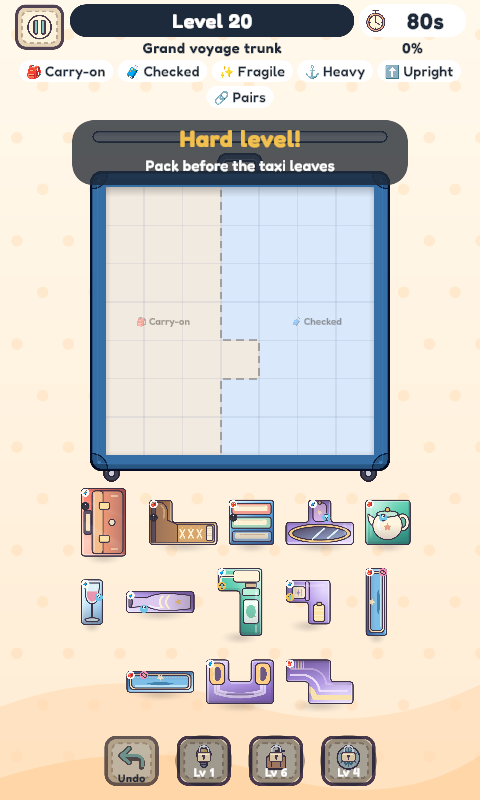 Level 20
80s
Grand voyage trunk
0%
Carry-on
Checked
Fragile
Heavy
Upright
Pairs
Hard level!
Pack before the taxi leaves
Carry-on
Checked
XXX
Undo
Lv 1
Lv 6
Lv 4